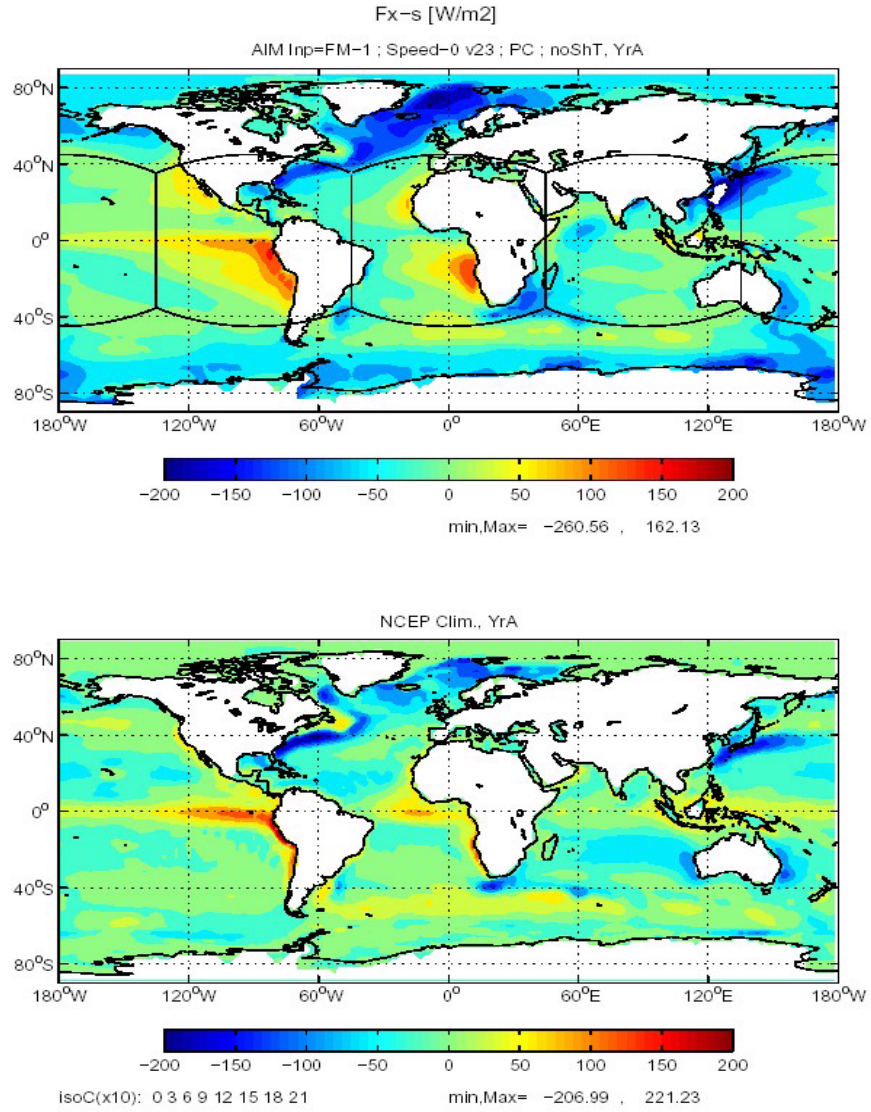 Fx−s [W/m2]
AIM Inp=FM−1 ; Speed−0 v23 ; PC ; noShT, YrA
80°N
40°N
0°
40°S
80°S
180°W 120°W 60°W 0° 60°E 120°E 180°W
−200 −150 −100 −50 0 50 100 150 200
min,Max= −260.56 , 162.13
NCEP Clim., YrA
80°N
40°N
0°
40°S
80°S
180°W 120°W 60°W 0° 60°E 120°E 180°W
−200 −150 −100 −50 0 50 100 150 200
isoC(x10): 0 3 6 9 12 15 18 21 min,Max= −206.99 , 221.23